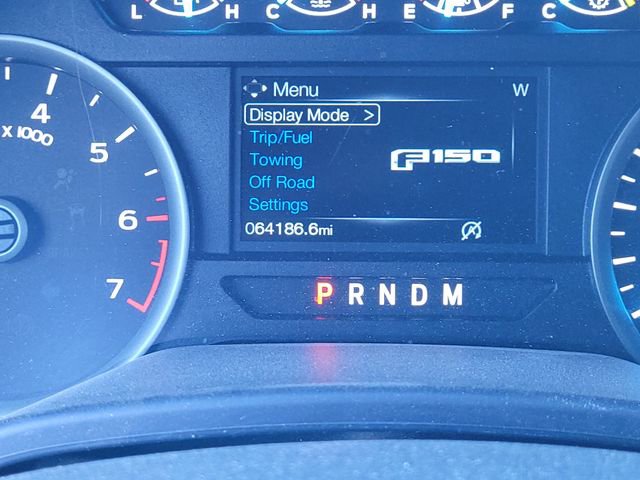 L H C H E F C
4
x 1000
5
6
7
Menu W
Display Mode >
Trip/Fuel
Towing
Off Road
Settings
F150
064186.6mi
P R N D M